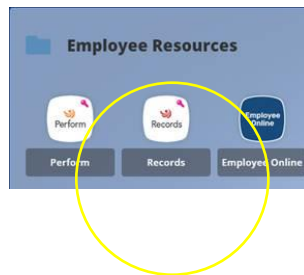 Employee Resources
Perform
Records
Employee
Online
Perform
Records
Employee Online